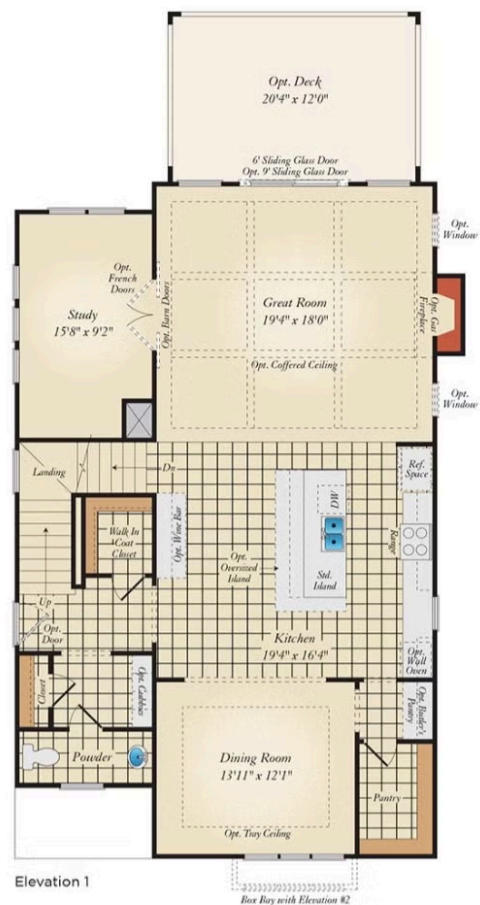 Opt. Deck
20'4" x 12'0"
6' Sliding Glass Door
Opt. 9' Sliding Glass Door
Opt.
Window
Opt.
French
Doors
Opt. Barn Doors
Study
15'8" x 9'2"
Great Room
19'4" x 18'0"
Opt. Gas
Fireplace
Opt. Coffered Ceiling
Opt.
Window
Landing
Dn
Ref.
Space
DW
Opt. Wine Bar
Walk In
Coat
Closet
Range
Opt.
Oversized
Island
Std.
Island
Up
Opt.
Door
Kitchen
19'4" x 16'4"
Opt.
Wall
Oven
Closet
Opt. Cubbies
Opt. Butler's
Pantry
Powder
Dining Room
13'11" x 12'1"
Pantry
Opt. Tray Ceiling
Elevation 1
Box Bay with Elevation #2